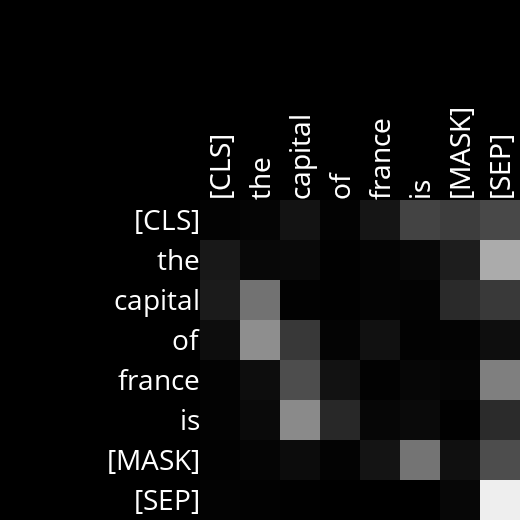 [CLS] the capital of france is [MASK] [SEP]
[CLS]
the
capital
of
france
is
[MASK]
[SEP]